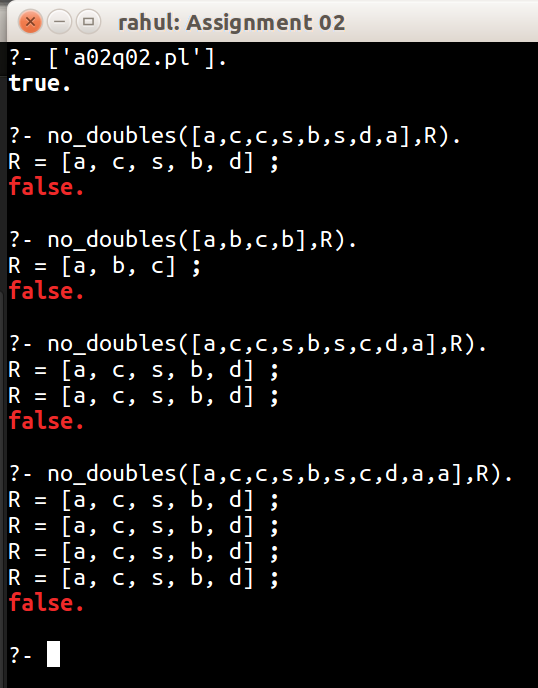 rahul: Assignment 02
?- ['a02q02.pl'].
true.
?- no_doubles([a,c,c,s,b,s,d,a],R).
R = [a, c, s, b, d] ;
false.
?- no_doubles([a,b,c,b],R).
R = [a, b, c] ;
false.
?- no_doubles([a,c,c,s,b,s,c,d,a],R).
R = [a, c, s, b, d] ;
R = [a, c, s, b, d] ;
false.
?- no_doubles([a,c,c,s,b,s,c,d,a,a],R).
R = [a, c, s, b, d] ;
R = [a, c, s, b, d] ;
R = [a, c, s, b, d] ;
R = [a, c, s, b, d] ;
false.
?-